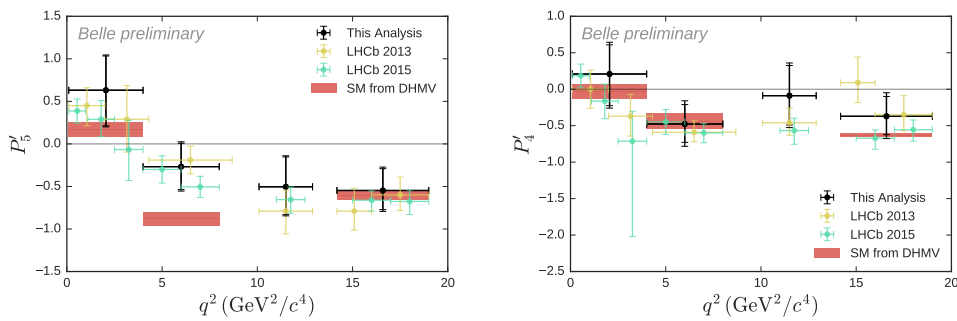 Belle preliminary
This Analysis
LHCb 2013
LHCb 2015
SM from DHMV
1.5
1.0
0.5
0.0
−0.5
−1.0
−1.5
P′5
0
5
10
15
20
q² (GeV²/c⁴)
Belle preliminary
1.0
0.5
0.0
−0.5
−1.0
−1.5
−2.0
−2.5
P′4
This Analysis
LHCb 2013
LHCb 2015
SM from DHMV
0
5
10
15
20
q² (GeV²/c⁴)